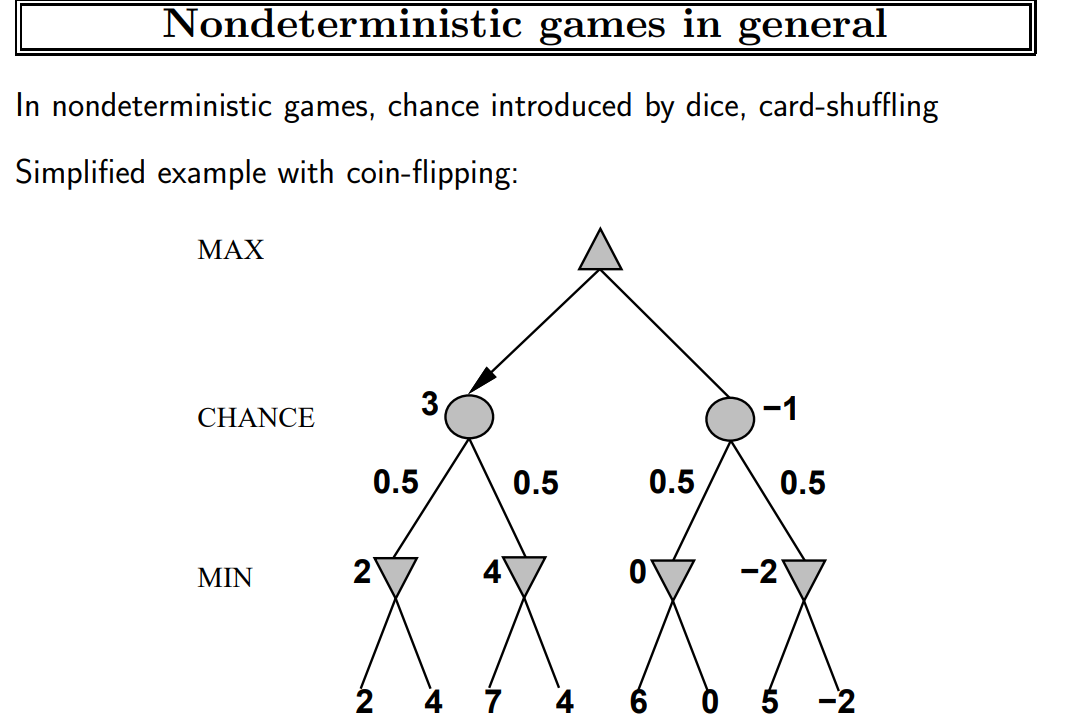 Nondeterministic games in general
In nondeterministic games, chance introduced by dice, card-shuffling
Simplified example with coin-flipping:
MAX
CHANCE 3 −1
0.5 0.5 0.5 0.5
MIN 2 4 0 −2
2 4 7 4 6 0 5 −2